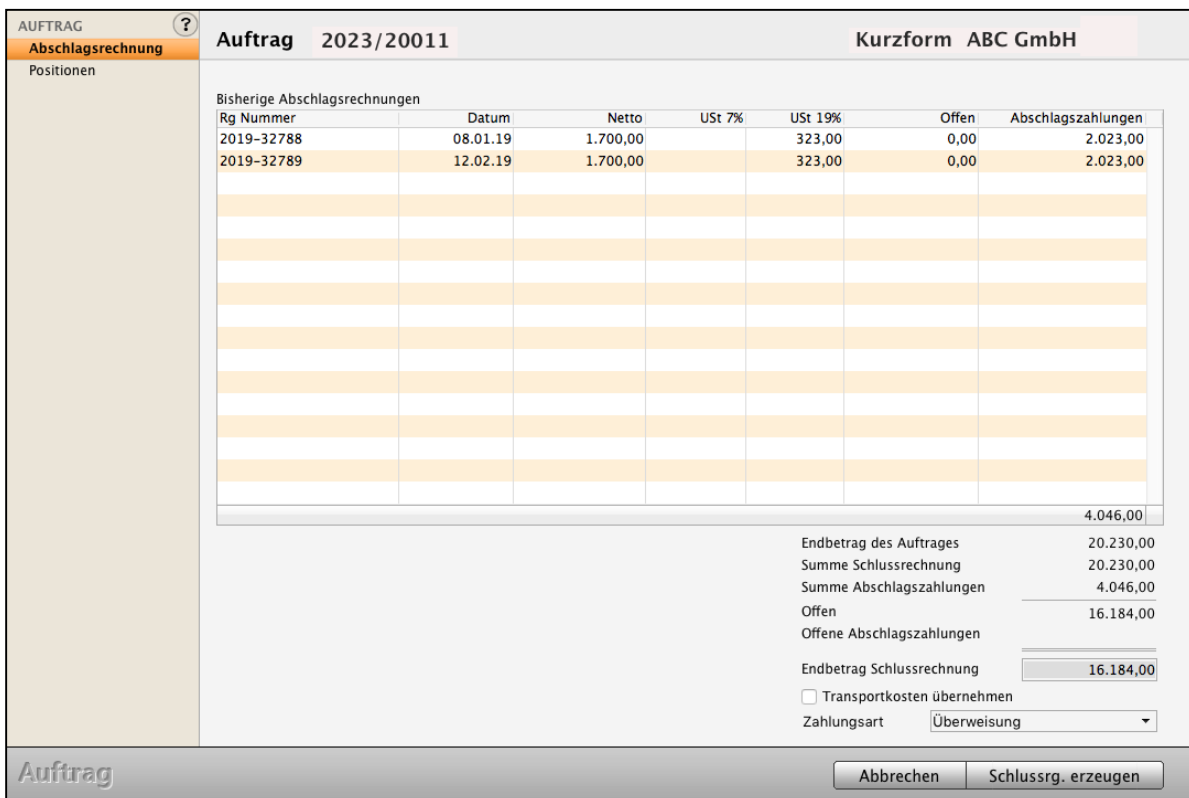 AUFTRAG ?
Abschlagsrechnung
Positionen
Auftrag 2023/20011 Kurzform ABC GmbH
Bisherige Abschlagsrechnungen
Rg Nummer Datum Netto USt 7% USt 19% Offen Abschlagszahlungen
2019-32788 08.01.19 1.700,00 323,00 0,00 2.023,00
2019-32789 12.02.19 1.700,00 323,00 0,00 2.023,00
4.046,00
Endbetrag des Auftrages 20.230,00
Summe Schlussrechnung 20.230,00
Summe Abschlagszahlungen 4.046,00
Offen 16.184,00
Offene Abschlagszahlungen
Endbetrag Schlussrechnung 16.184,00
Transportkosten übernehmen
Zahlungsart Überweisung
Auftrag Abbrechen Schlussrg. erzeugen